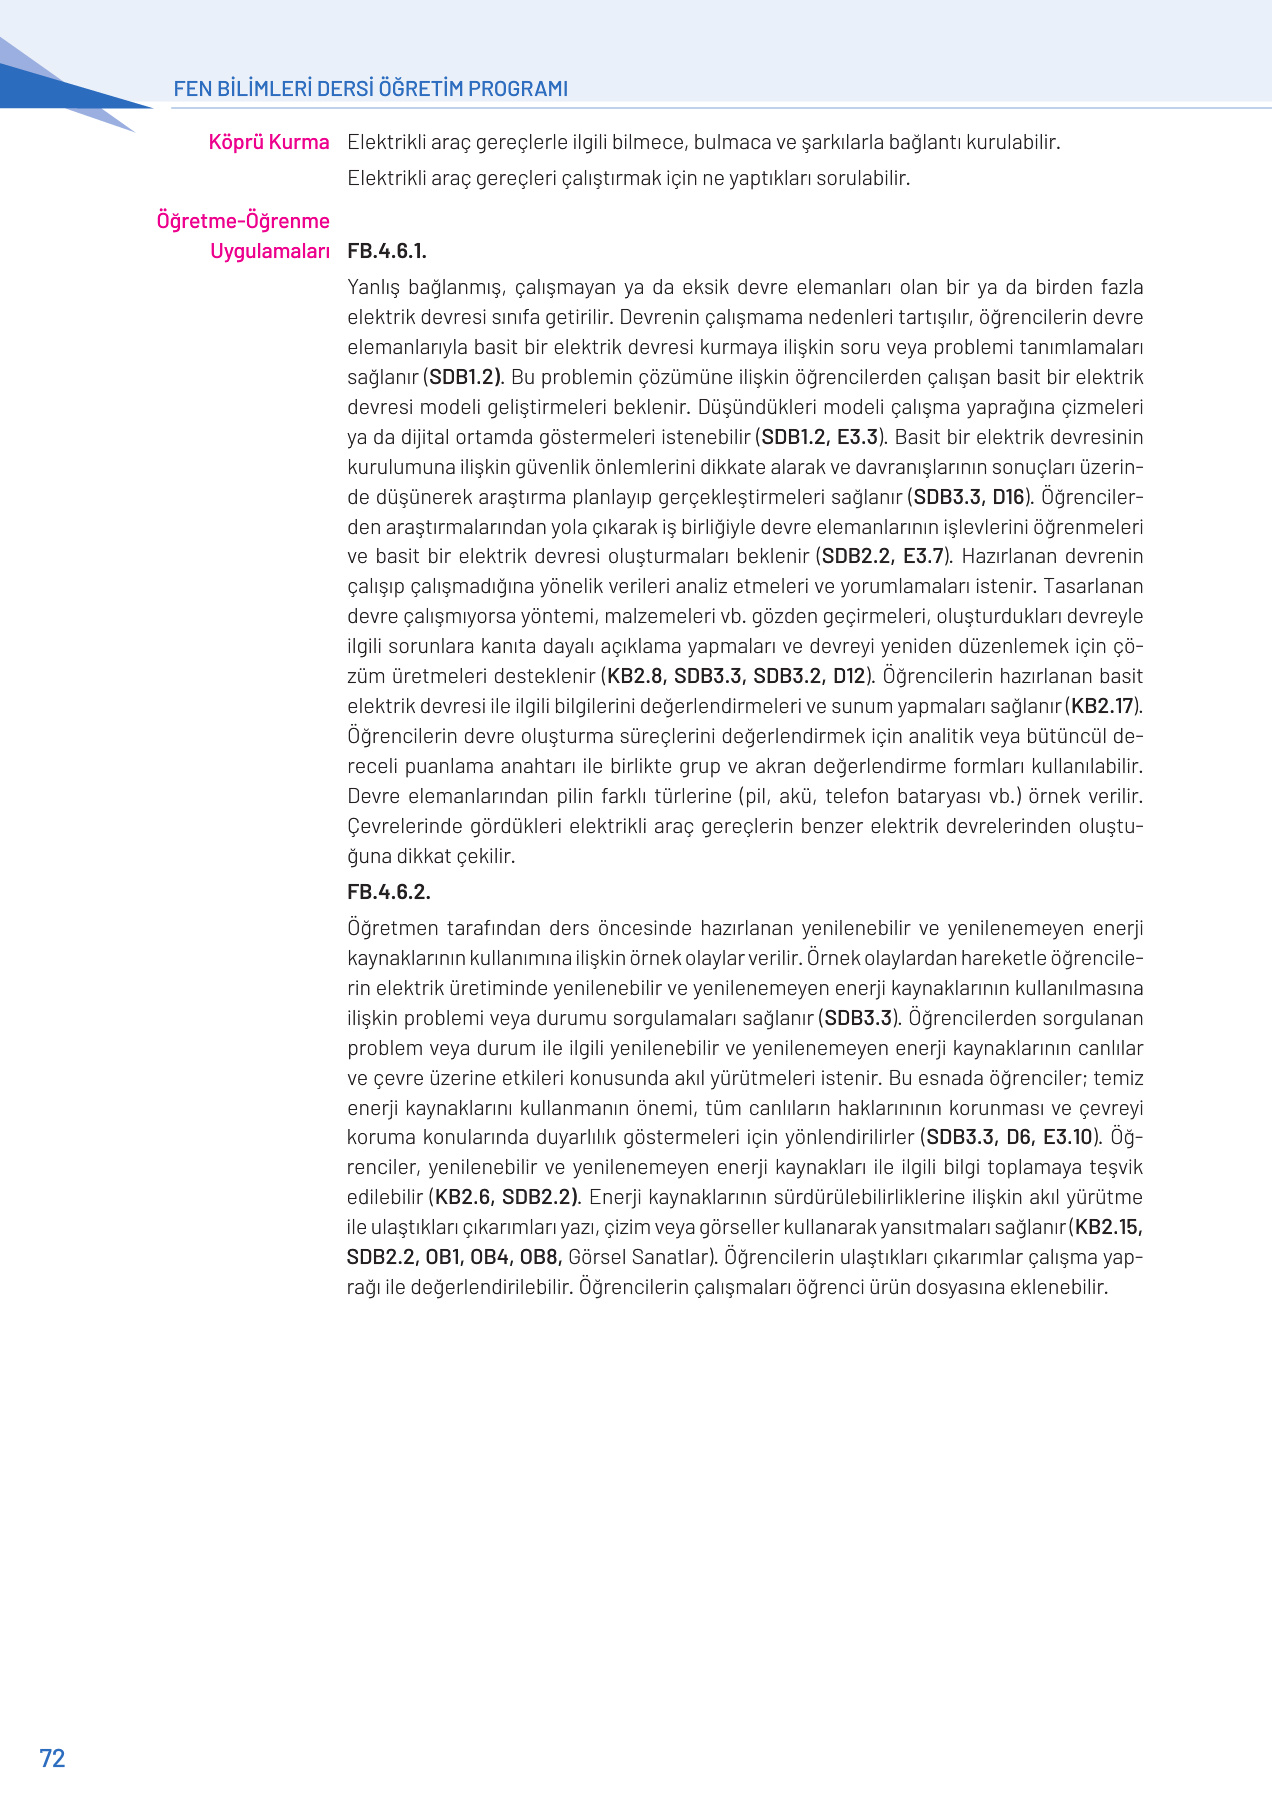 FEN BİLİMLERİ DERSİ ÖĞRETİM PROGRAMI
Köprü Kurma Elektrikli araç gereçlerle ilgili bilmece, bulmaca ve şarkılarla bağlantı kurulabilir.
Elektrikli araç gereçleri çalıştırmak için ne yaptıkları sorulabilir.
Öğretme-Öğrenme
Uygulamaları FB.4.6.1.
Yanlış bağlanmış, çalışmayan ya da eksik devre elemanları olan bir ya da birden fazla
elektrik devresi sınıfa getirilir. Devrenin çalışmama nedenleri tartışılır, öğrencilerin devre
elemanlarıyla basit bir elektrik devresi kurmaya ilişkin soru veya problemi tanımlamaları
sağlanır (SDB1.2). Bu problemin çözümüne ilişkin öğrencilerden çalışan basit bir elektrik
devresi modeli geliştirmeleri beklenir. Düşündükleri modeli çalışma yaprağına çizmeleri
ya da dijital ortamda göstermeleri istenebilir (SDB1.2, E3.3). Basit bir elektrik devresinin
kurulumuna ilişkin güvenlik önlemlerini dikkate alarak ve davranışlarının sonuçları üzerin-
de düşünerek araştırma planlayıp gerçekleştirmeleri sağlanır (SDB3.3, D16). Öğrenciler-
den araştırmalarından yola çıkarak iş birliğiyle devre elemanlarının işlevlerini öğrenmeleri
ve basit bir elektrik devresi oluşturmaları beklenir (SDB2.2, E3.7). Hazırlanan devrenin
çalışıp çalışmadığına yönelik verileri analiz etmeleri ve yorumlamaları istenir. Tasarlanan
devre çalışmıyorsa yöntemi, malzemeleri vb. gözden geçirmeleri, oluşturdukları devreyle
ilgili sorunlara kanıta dayalı açıklama yapmaları ve devreyi yeniden düzenlemek için çö-
züm üretmeleri desteklenir (KB2.8, SDB3.3, SDB3.2, D12). Öğrencilerin hazırlanan basit
elektrik devresi ile ilgili bilgilerini değerlendirmeleri ve sunum yapmaları sağlanır (KB2.17).
Öğrencilerin devre oluşturma süreçlerini değerlendirmek için analitik veya bütüncül de-
receli puanlama anahtarı ile birlikte grup ve akran değerlendirme formları kullanılabilir.
Devre elemanlarından pilin farklı türlerine (pil, akü, telefon bataryası vb.) örnek verilir.
Çevrelerinde gördükleri elektrikli araç gereçlerin benzer elektrik devrelerinden oluştu-
ğuna dikkat çekilir.
FB.4.6.2.
Öğretmen tarafından ders öncesinde hazırlanan yenilenebilir ve yenilenemeyen enerji
kaynaklarının kullanımına ilişkin örnek olaylar verilir. Örnek olaylardan hareketle öğrencile-
rin elektrik üretiminde yenilenebilir ve yenilenemeyen enerji kaynaklarının kullanılmasına
ilişkin problemi veya durumu sorgulamaları sağlanır (SDB3.3). Öğrencilerden sorgulanan
problem veya durum ile ilgili yenilenebilir ve yenilenemeyen enerji kaynaklarının canlılar
ve çevre üzerine etkileri konusunda akıl yürütmeleri istenir. Bu esnada öğrenciler; temiz
enerji kaynaklarını kullanmanın önemi, tüm canlıların haklarınının korunması ve çevreyi
koruma konularında duyarlılık göstermeleri için yönlendirilirler (SDB3.3, D6, E3.10). Öğ-
renciler, yenilenebilir ve yenilenemeyen enerji kaynakları ile ilgili bilgi toplamaya teşvik
edilebilir (KB2.6, SDB2.2). Enerji kaynaklarının sürdürülebilirliklerine ilişkin akıl yürütme
ile ulaştıkları çıkarımları yazı, çizim veya görseller kullanarak yansıtmaları sağlanır (KB2.15,
SDB2.2, OB1, OB4, OB8, Görsel Sanatlar). Öğrencilerin ulaştıkları çıkarımlar çalışma yap-
rağı ile değerlendirilebilir. Öğrencilerin çalışmaları öğrenci ürün dosyasına eklenebilir.
72